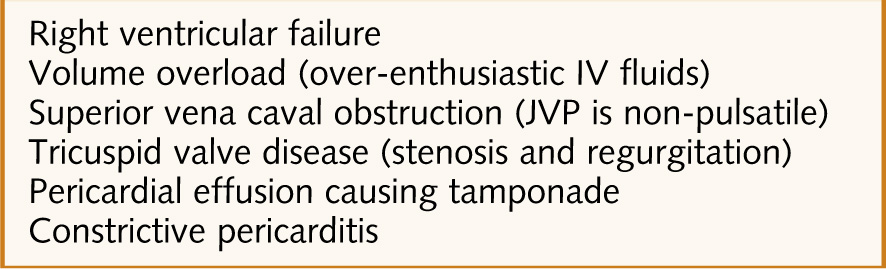 Right ventricular failure
Volume overload (over-enthusiastic IV fluids)
Superior vena caval obstruction (JVP is non-pulsatile)
Tricuspid valve disease (stenosis and regurgitation)
Pericardial effusion causing tamponade
Constrictive pericarditis